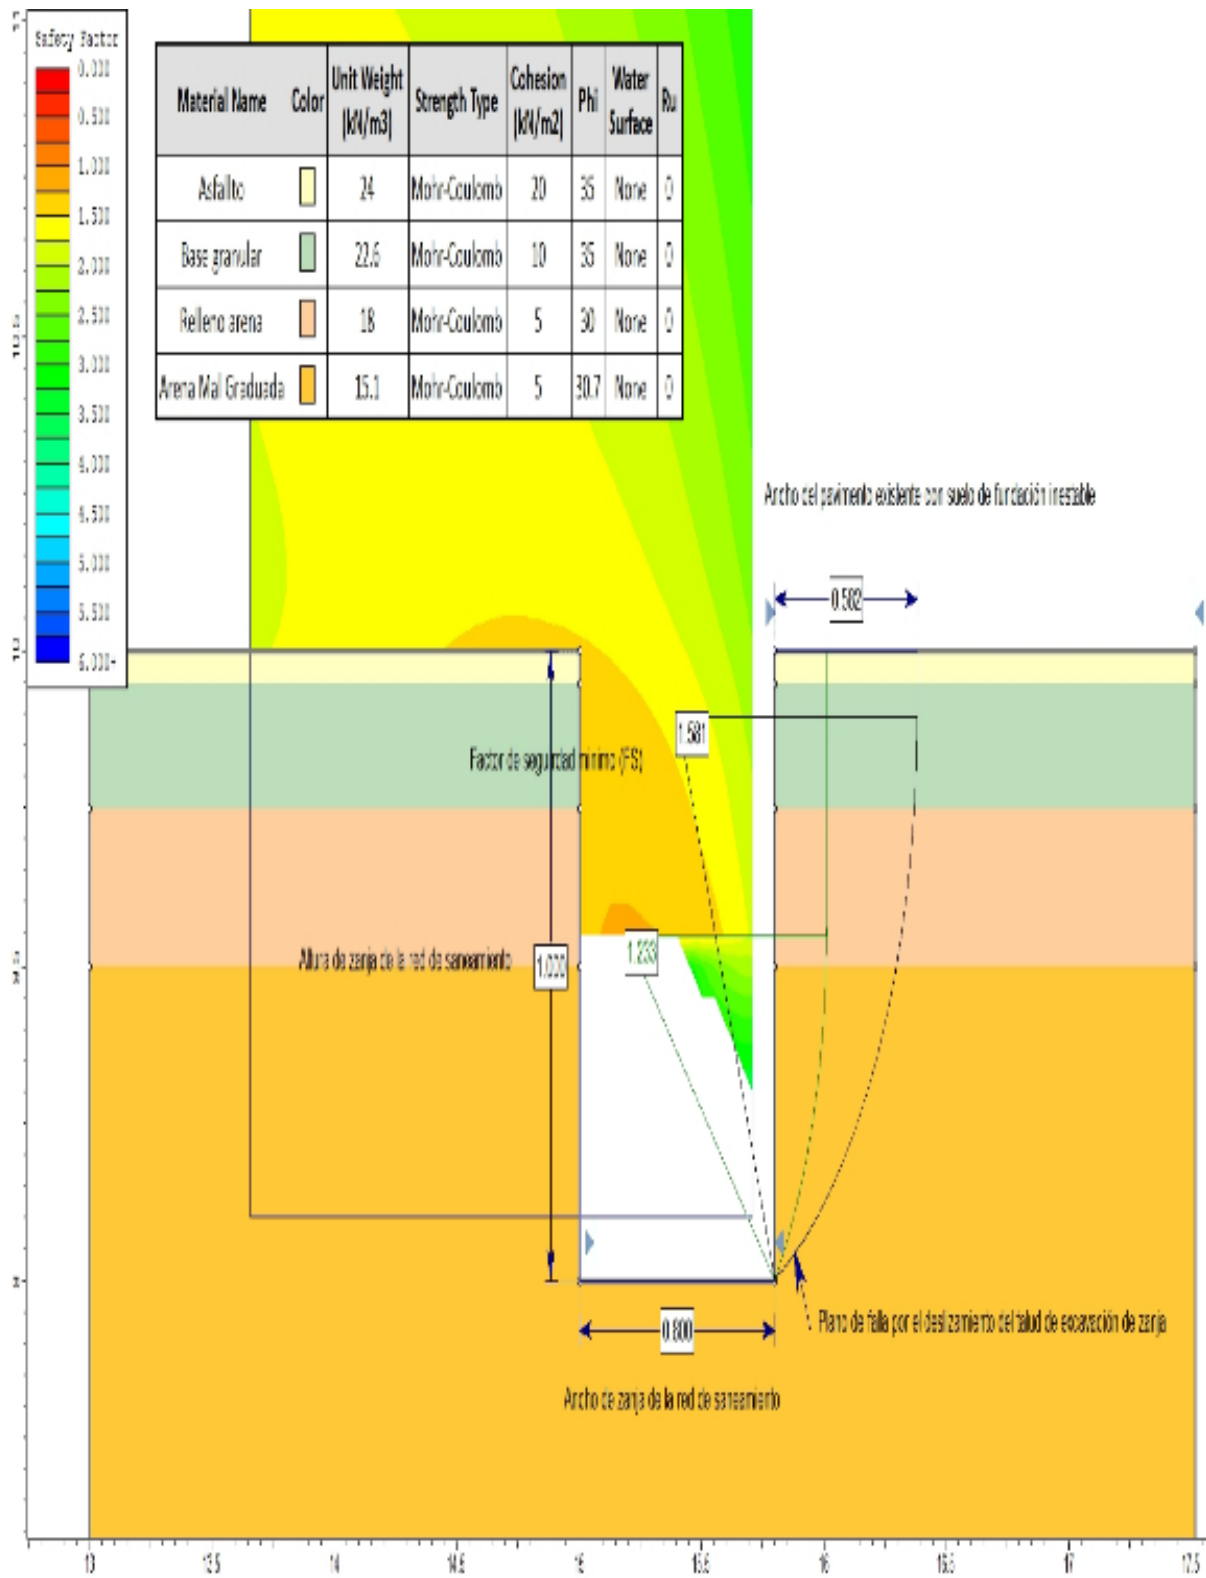 Safety Factor
0.000
0.500
1.000
1.500
2.000
2.500
3.000
3.500
4.000
4.500
5.000
5.500
6.000+
Material Name Color Unit Weight (kN/m3) Strength Type Cohesion (kN/m2) Phi Water Surface Ru
Asfallto 24 Mohr-Coulomb 20 35 None 0
Base granular 22.6 Mohr-Coulomb 10 35 None 0
Relleno arena 18 Mohr-Coulomb 5 30 None 0
Arena Mal Graduada 15.1 Mohr-Coulomb 5 30.7 None 0
Ancho del pavimento existente con suelo de fundación inestable
0.582
1.581
Factor de seguirdad minimo (FS)
1.233
Altura de zanja de la red de saneamiento
1.000
Plano de falla por el deslizamiento del talud de excavación de zanja
0.800
Ancho de zanja de la red de saneamiento
13 13.5 14 14.5 15 15.5 16 16.5 17 17.5